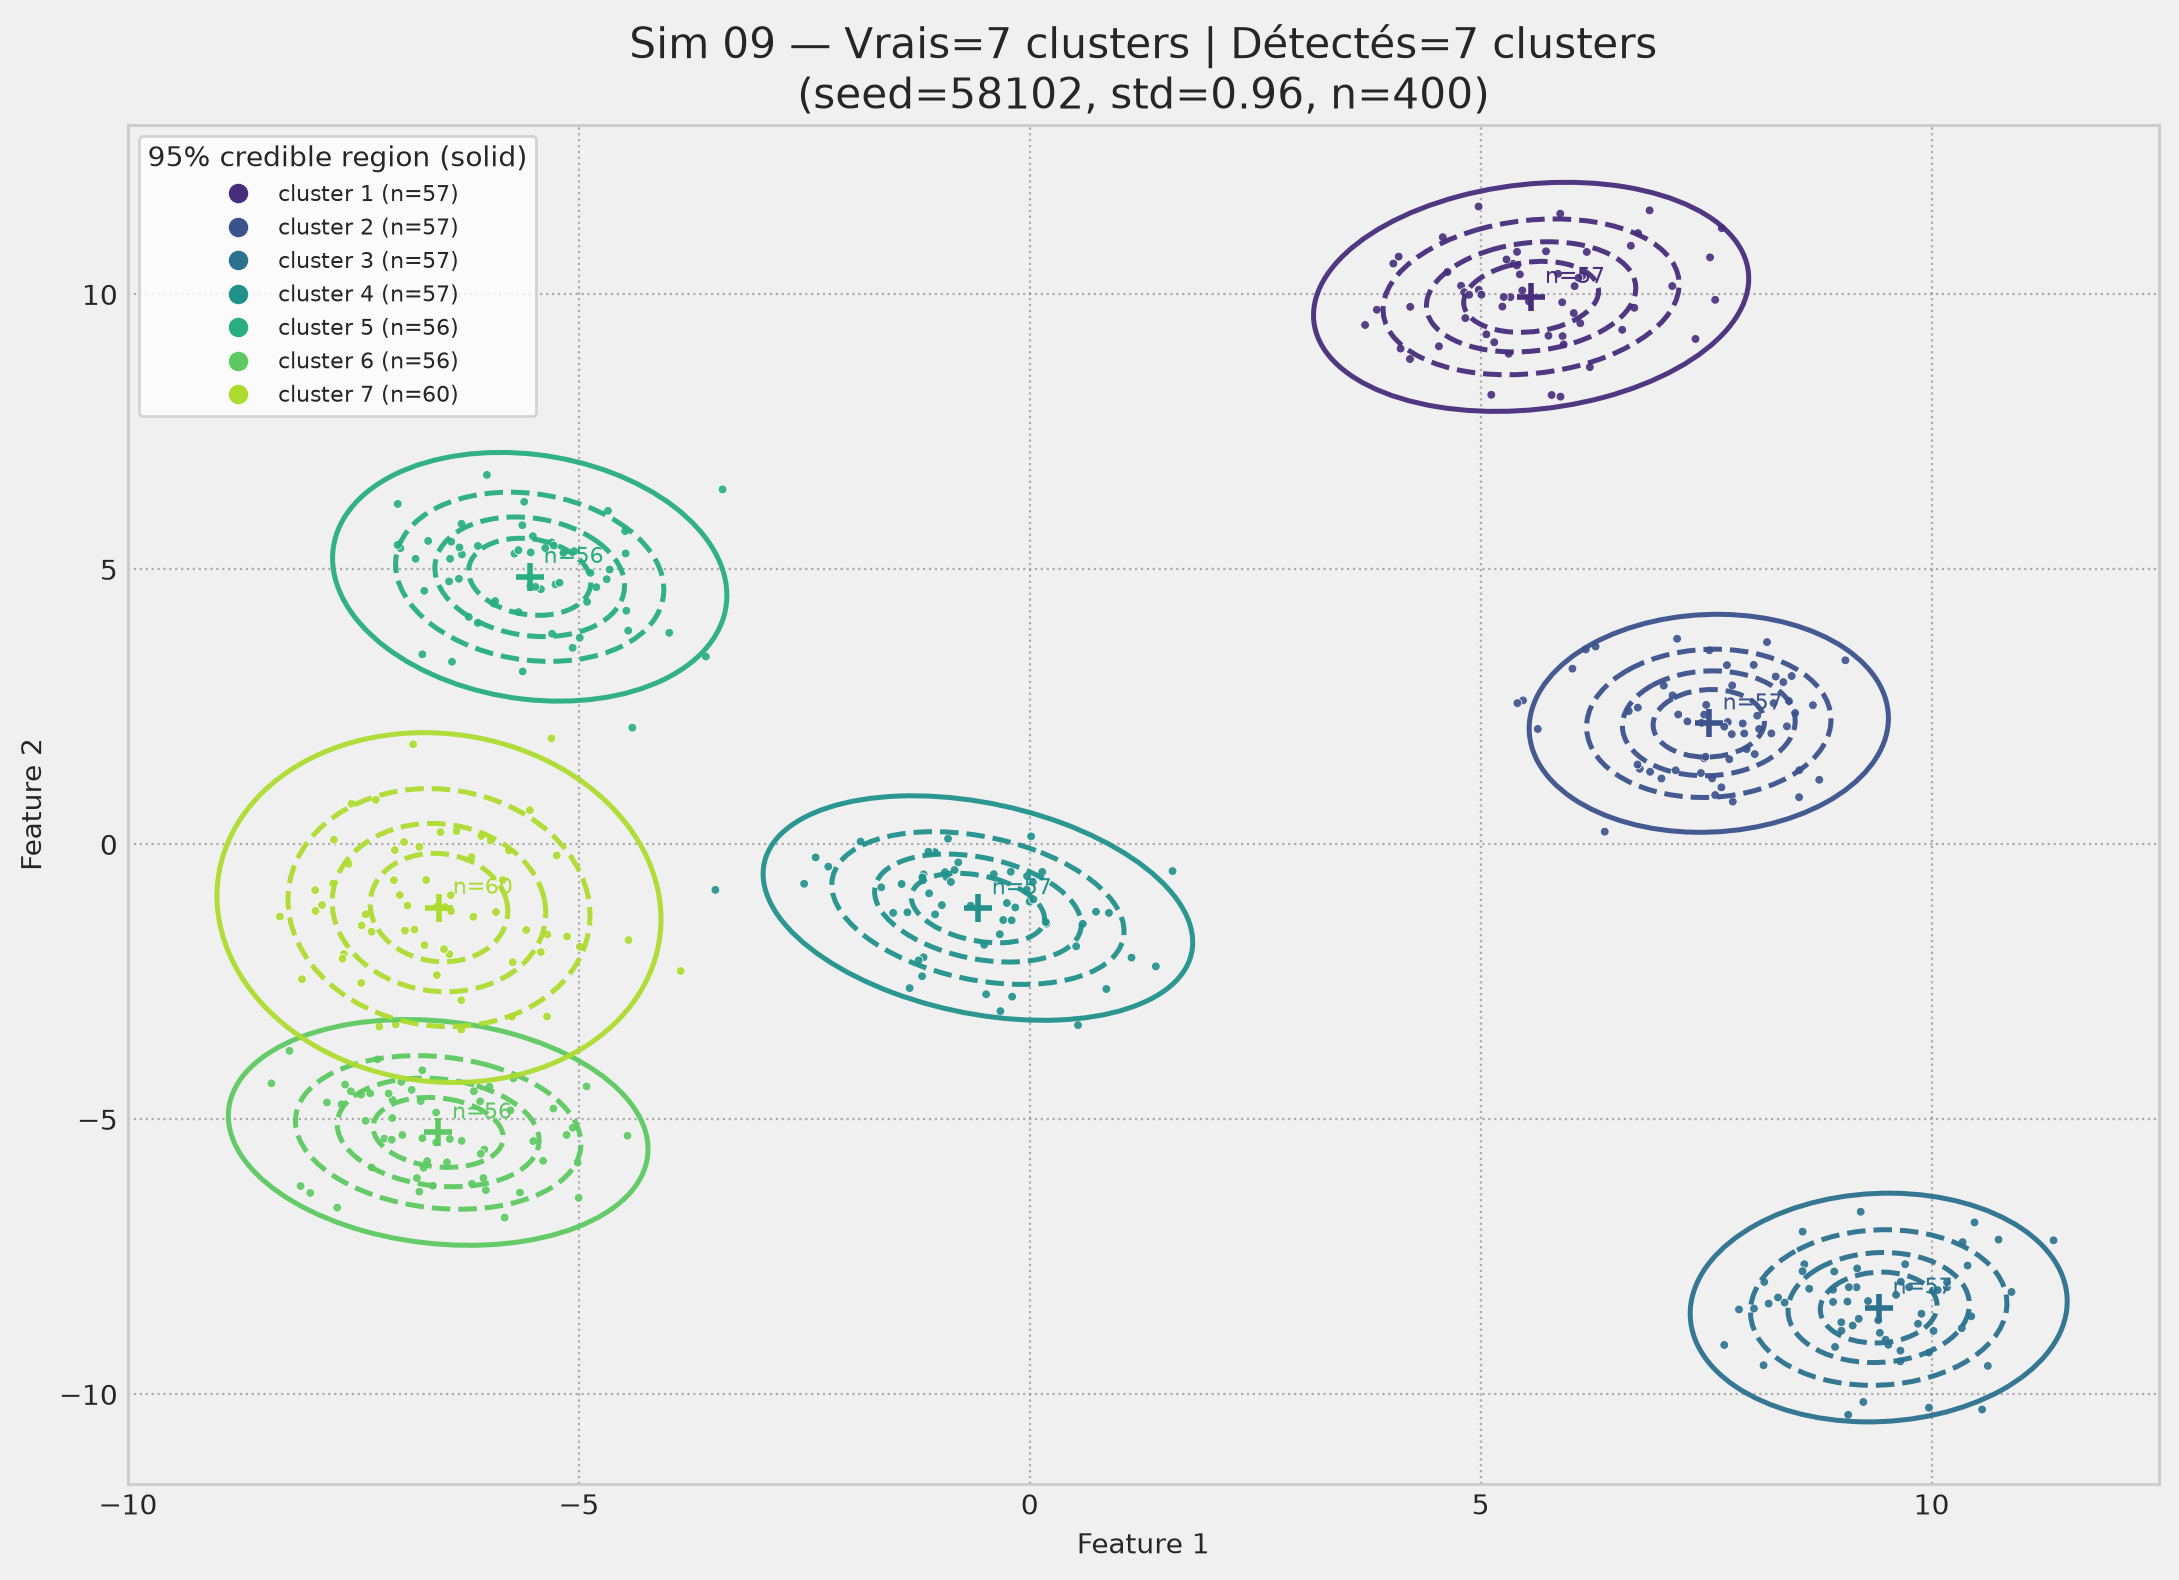 Sim 09 — Vrais=7 clusters | Détectés=7 clusters
(seed=58102, std=0.96, n=400)
95% credible region (solid)
cluster 1 (n=57)
cluster 2 (n=57)
cluster 3 (n=57)
cluster 4 (n=57)
cluster 5 (n=56)
cluster 6 (n=56)
cluster 7 (n=60)
n=57
n=56
n=57
n=60
n=57
n=56
n=57
10
5
0
−5
−10
Feature 2
−10
−5
0
5
10
Feature 1